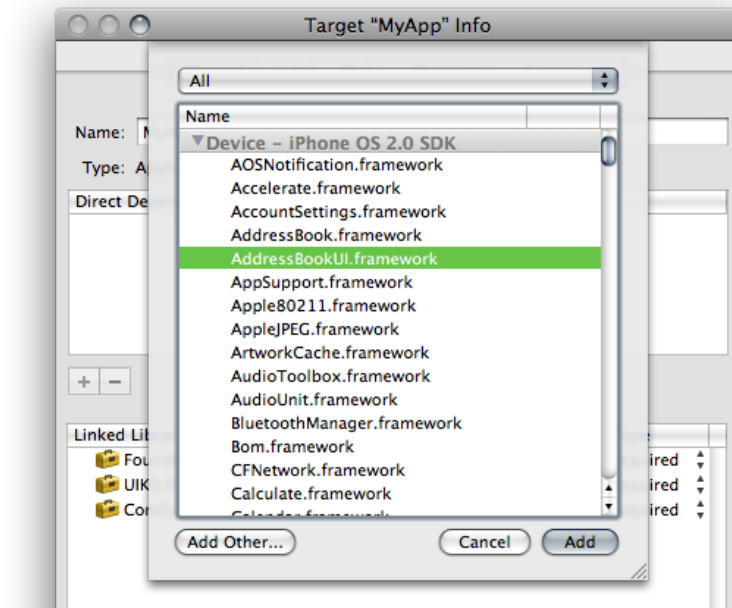 Target “MyApp” Info
All
Name
Name:
Device – iPhone OS 2.0 SDK
AOSNotification.framework
Type:
Accelerate.framework
Direct De
AccountSettings.framework
AddressBook.framework
AddressBookUI.framework
AppSupport.framework
Apple80211.framework
AppleJPEG.framework
ArtworkCache.framework
AudioToolbox.framework
AudioUnit.framework
BluetoothManager.framework
Linked Lib
Bom.framework
Fou
ired
CFNetwork.framework
UIK
ired
Calculate.framework
Cor
ired
Calendar.framework
Add Other...
Cancel
Add